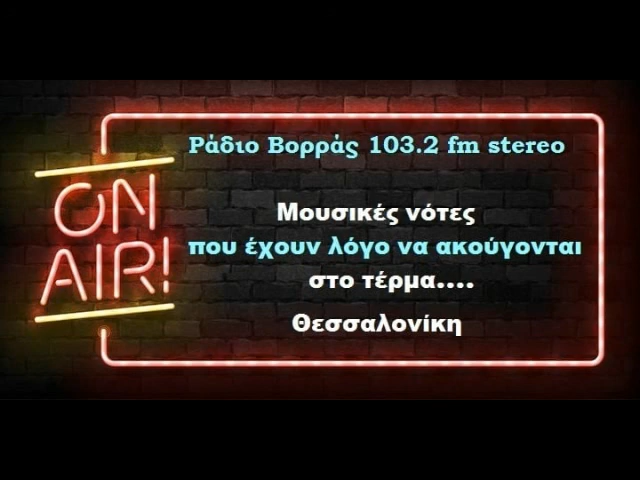 Ράδιο Βορράς 103.2 fm stereo
ON
AIR!
Μουσικές νότες
που έχουν λόγο να ακούγονται
στο τέρμα....
Θεσσαλονίκη